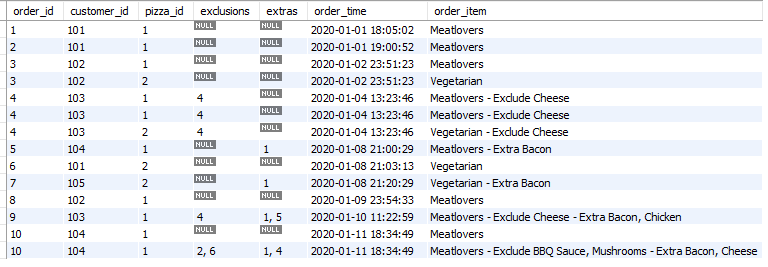 order_id customer_id pizza_id exclusions extras order_time order_item
1 101 1 NULL NULL 2020-01-01 18:05:02 Meatlovers
2 101 1 NULL NULL 2020-01-01 19:00:52 Meatlovers
3 102 1 NULL NULL 2020-01-02 23:51:23 Meatlovers
3 102 2 NULL NULL 2020-01-02 23:51:23 Vegetarian
4 103 1 4 NULL 2020-01-04 13:23:46 Meatlovers - Exclude Cheese
4 103 1 4 NULL 2020-01-04 13:23:46 Meatlovers - Exclude Cheese
4 103 2 4 NULL 2020-01-04 13:23:46 Vegetarian - Exclude Cheese
5 104 1 NULL 1 2020-01-08 21:00:29 Meatlovers - Extra Bacon
6 101 2 NULL NULL 2020-01-08 21:03:13 Vegetarian
7 105 2 NULL 1 2020-01-08 21:20:29 Vegetarian - Extra Bacon
8 102 1 NULL NULL 2020-01-09 23:54:33 Meatlovers
9 103 1 4 1, 5 2020-01-10 11:22:59 Meatlovers - Exclude Cheese - Extra Bacon, Chicken
10 104 1 NULL NULL 2020-01-11 18:34:49 Meatlovers
10 104 1 2, 6 1, 4 2020-01-11 18:34:49 Meatlovers - Exclude BBQ Sauce, Mushrooms - Extra Bacon, Cheese